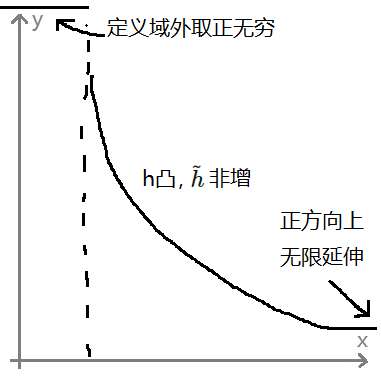 y
定义域外取正无穷
h凸, h̃ 非增
正方向上
无限延伸
x